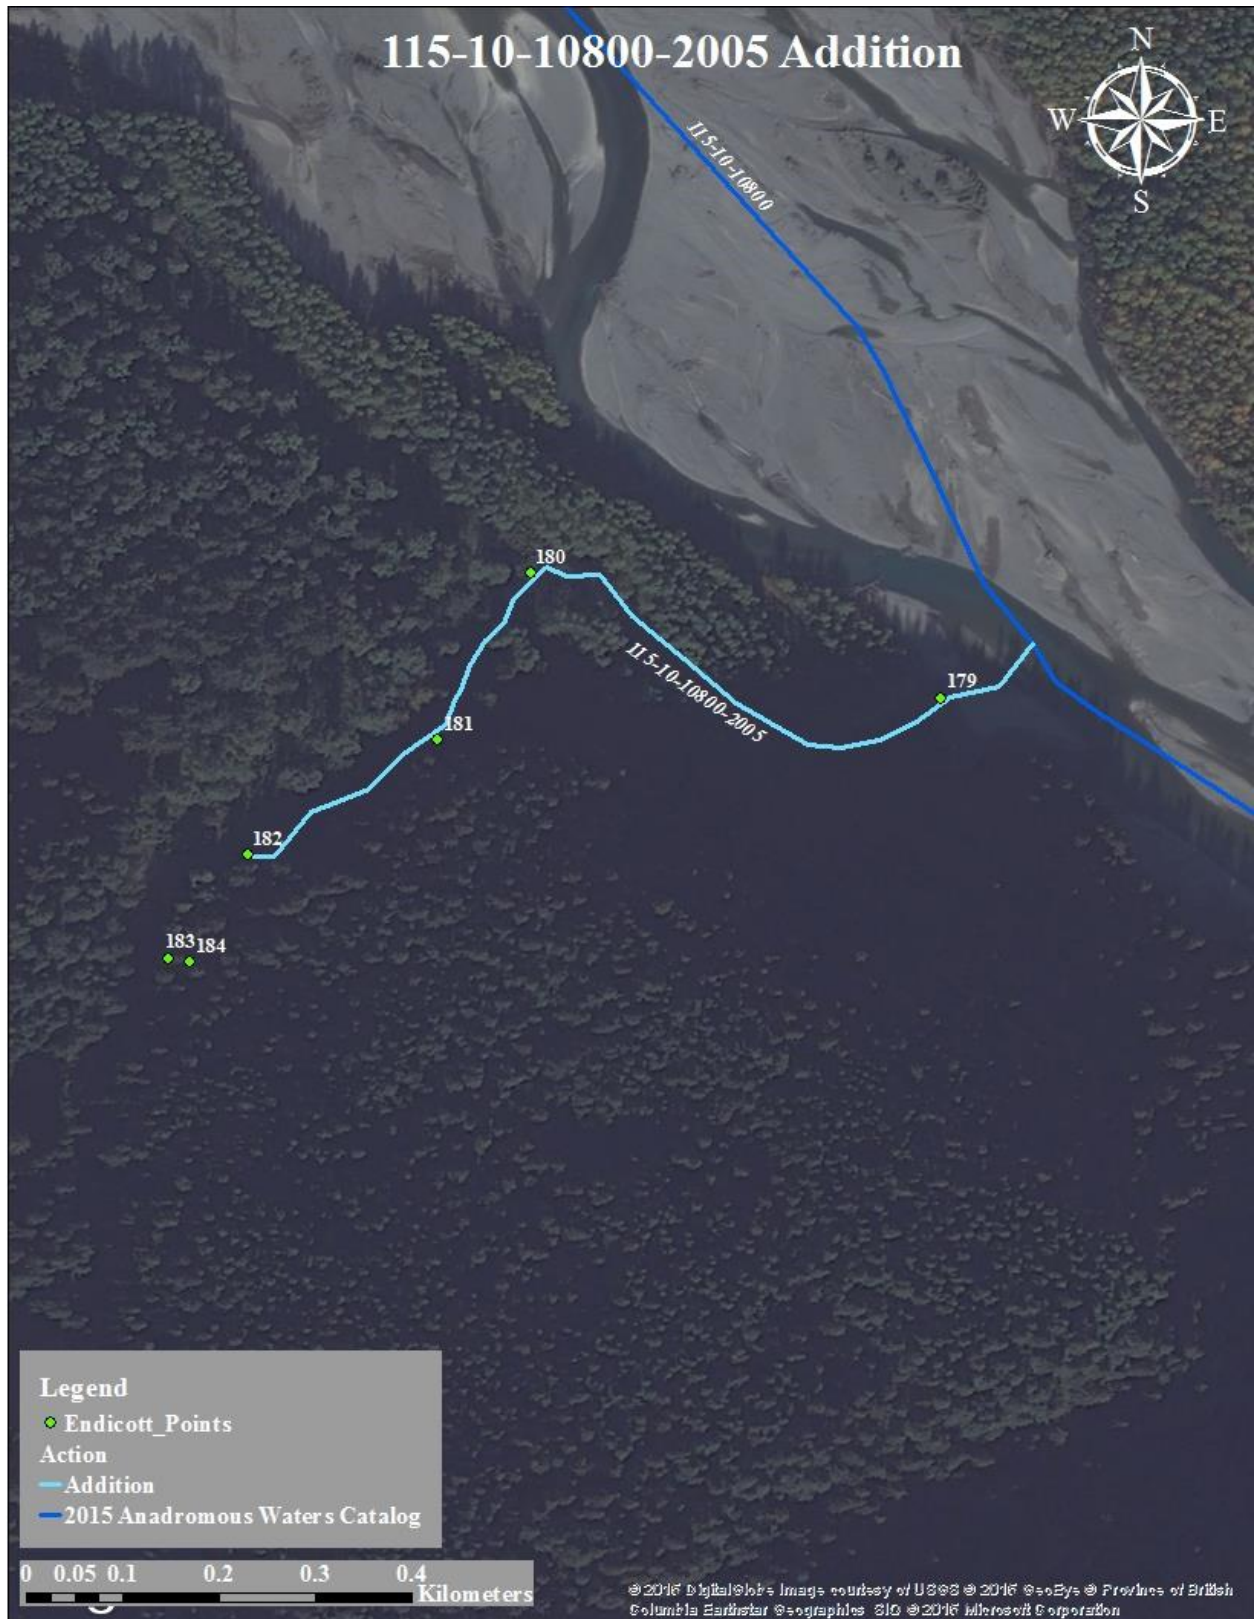 115-10-10800-2005 Addition
N
W E
S
115-10-10800
180
179
115-10-10800-2005
181
182
183
184
Legend
Endicott_Points
Action
Addition
2015 Anadromous Waters Catalog
0 0.05 0.1 0.2 0.3 0.4
Kilometers
© 2016 DigitalGlobe Image courtesy of USGS © 2016 GeoEye © Province of British
Columbia Earthstar Geographics SIO © 2016 Microsoft Corporation